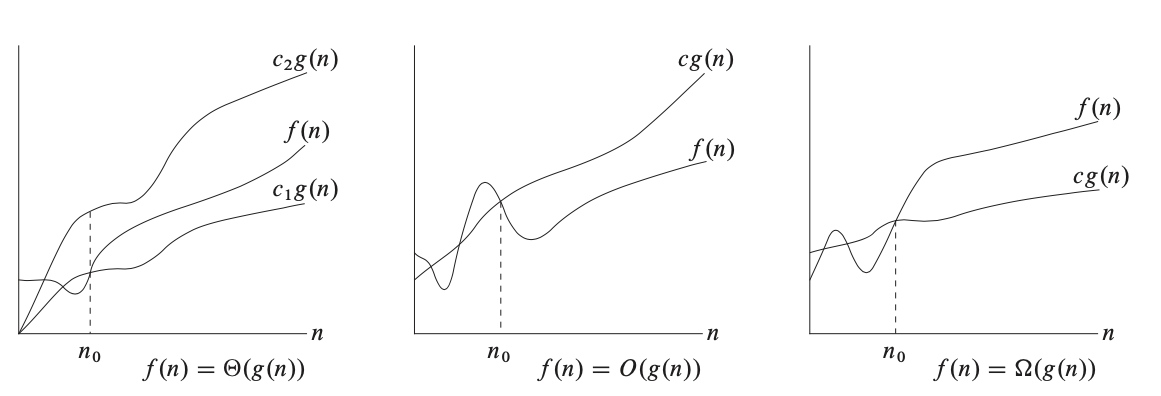 c₂g(n)
f(n)
c₁g(n)
n
n₀
f(n) = Θ(g(n))
cg(n)
f(n)
n
n₀
f(n) = O(g(n))
f(n)
cg(n)
n
n₀
f(n) = Ω(g(n))